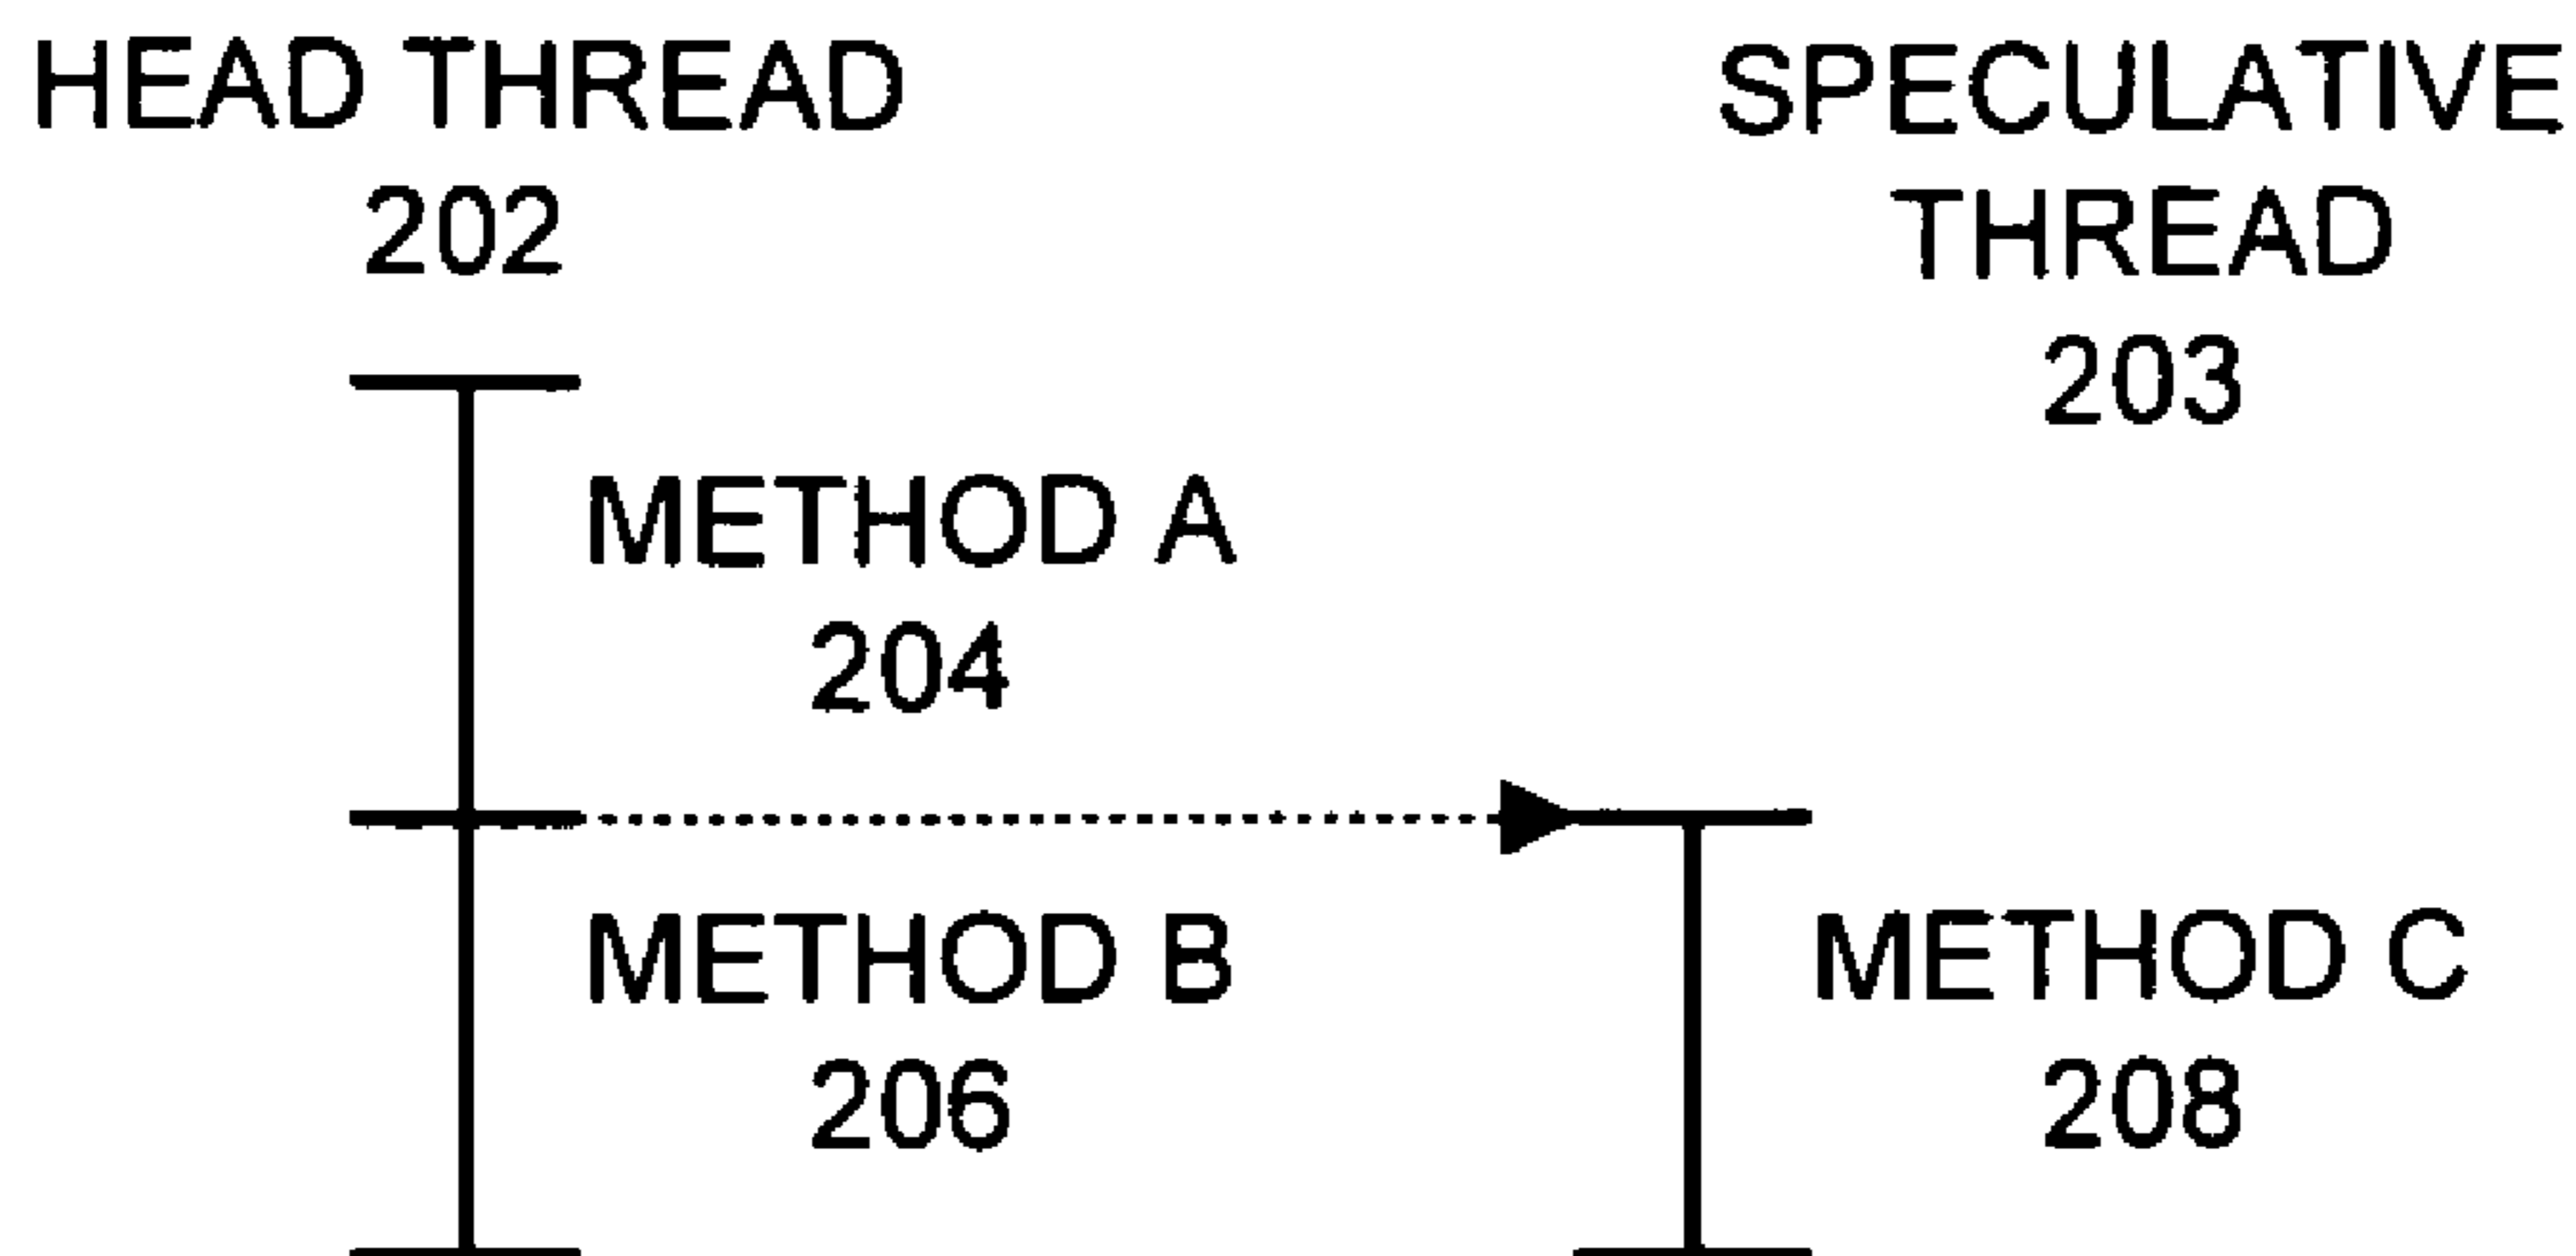 HEAD THREAD
202
SPECULATIVE
THREAD
203
METHOD A
204
METHOD B
206
METHOD C
208